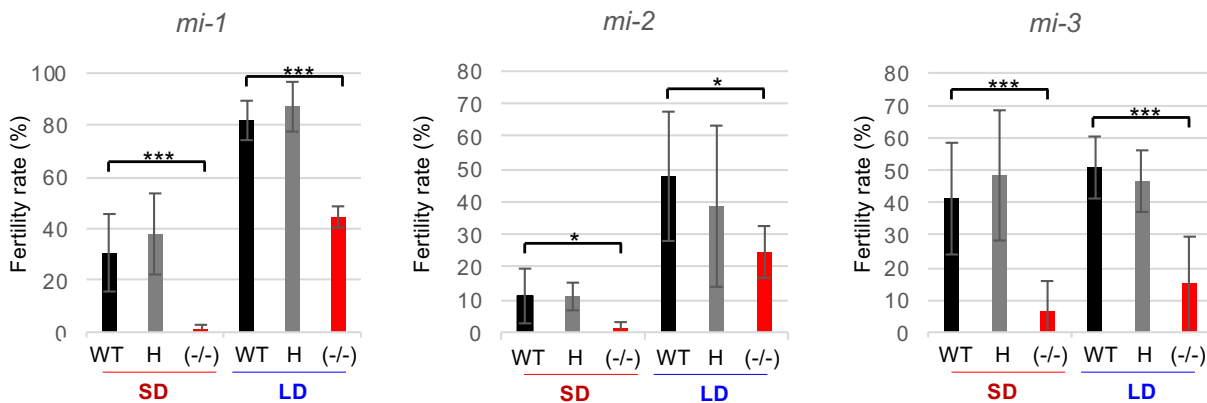 mi-1
Fertility rate (%)
100
80
60
40
20
0
***
***
WT H (-/-) WT H (-/-)
SD LD
mi-2
Fertility rate (%)
80
70
60
50
40
30
20
10
0
*
*
WT H (-/-) WT H (-/-)
SD LD
mi-3
Fertility rate (%)
80
70
60
50
40
30
20
10
0
***
***
WT H (-/-) WT H (-/-)
SD LD